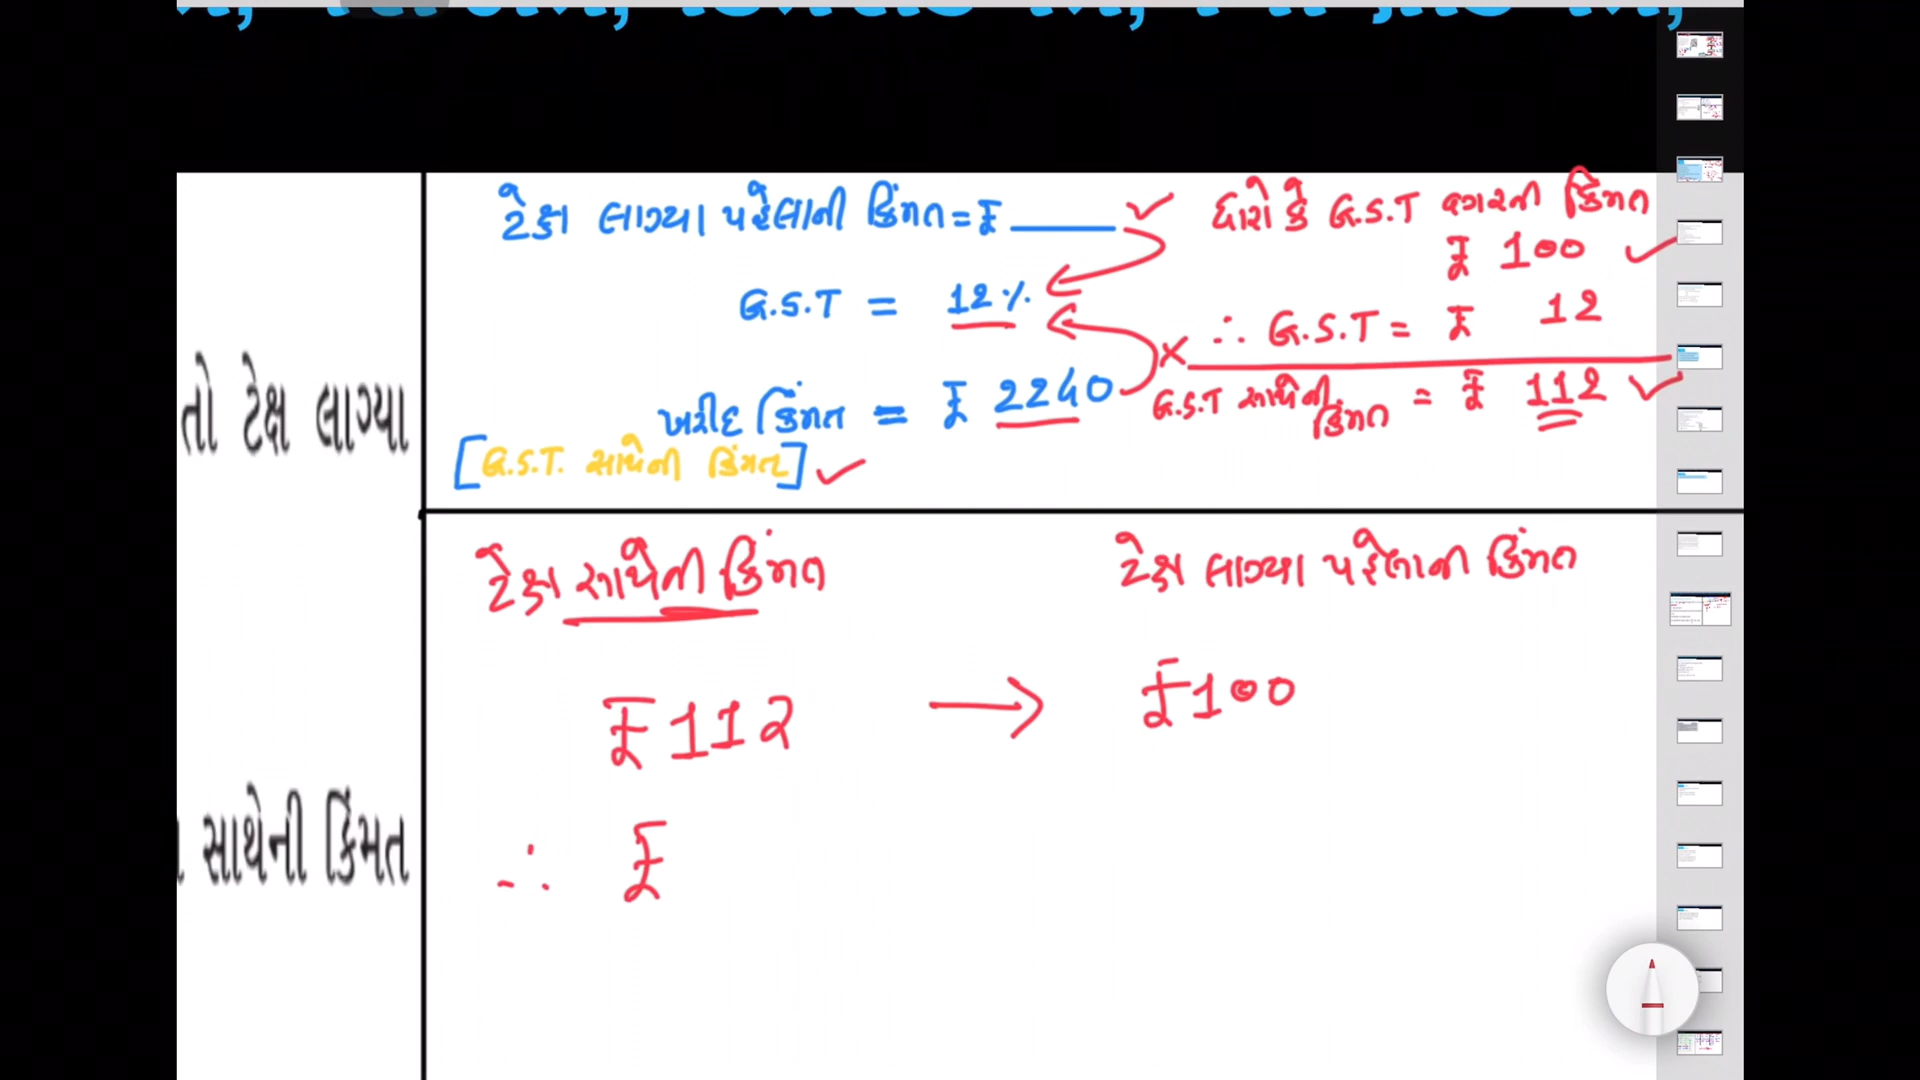 ટેક્ષ લાગ્યા પહેલાની કિંમત = ₹ ______
G.S.T = 12%
ખરીદ કિંમત = ₹ 2240
[G.S.T. સાથેની કિંમત]
ધારો કે G.S.T વગરની કિંમત
₹ 100
∴ G.S.T = ₹ 12
G.S.T સાથેની કિંમત = ₹ 112
તો ટેક્ષ લાગ્યા
સાથેની કિંમત
ટેક્ષ સાથેની કિંમત
ટેક્ષ લાગ્યા પહેલાની કિંમત
₹ 112 → ₹ 100
∴ ₹